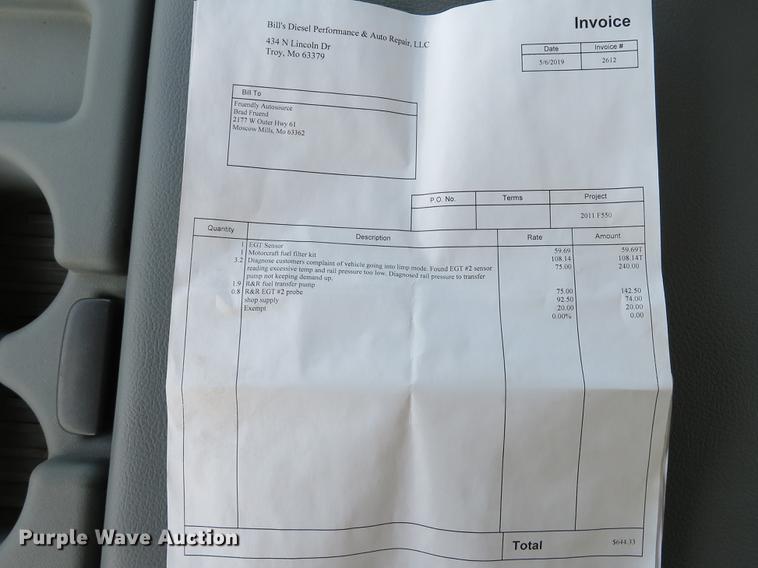 Bill's Diesel Performance & Auto Repair, LLC
434 N Lincoln Dr
Troy, Mo 63379
Invoice
Date Invoice #
5/6/2019 2612
Bill To
Fruendly Autosource
Brad Fruend
2177 W Outer Hwy 61
Moscow Mills, Mo 63362
P.O. No. Terms Project
2011 F550
Quantity Description Rate Amount
1 EGT Sensor 59.69 59.69T
1 Motorcraft fuel filter kit 108.14 108.14T
3.2 Diagnose customers complaint of vehicle going into limp mode. Found EGT #2 sensor 75.00 240.00
reading excessive temp and rail pressure too low. Diagnosed rail pressure to transfer
pump not keeping demand up.
1.9 R&R fuel transfer pump 75.00 142.50
0.8 R&R EGT #2 probe 92.50 74.00
shop supply 20.00 20.00
Exempt 0.00% 0.00
Total $644.33
Purple Wave Auction